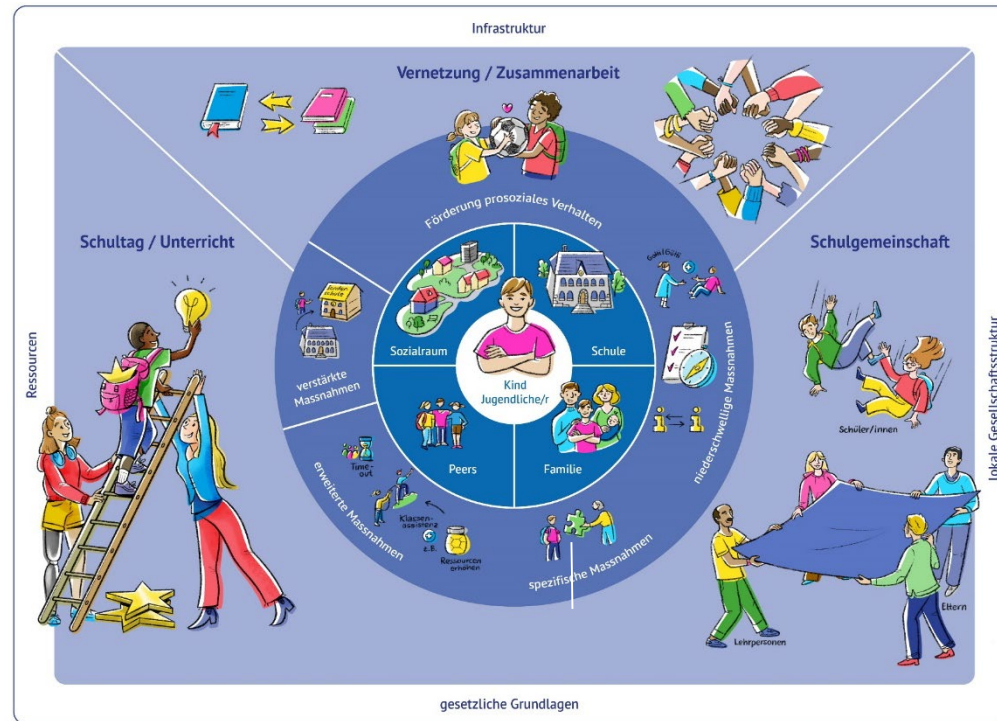 Infrastruktur
Vernetzung / Zusammenarbeit
Förderung prosoziales Verhalten
Schultag / Unterricht
Schulgemeinschaft
Ressourcen
lokale Gesellschaftsstruktur
Sozialraum
Schule
Kind
Jugendliche/r
Peers
Familie
verstärkte
Massnahmen
niederschwellige Massnahmen
Schüler/innen
erweiterte Massnahmen
Time-
out
Klassen-
assistenz
z.B.
Ressourcen
erhöhen
spezifische Massnahmen
Lehrpersonen
Eltern
gesetzliche Grundlagen